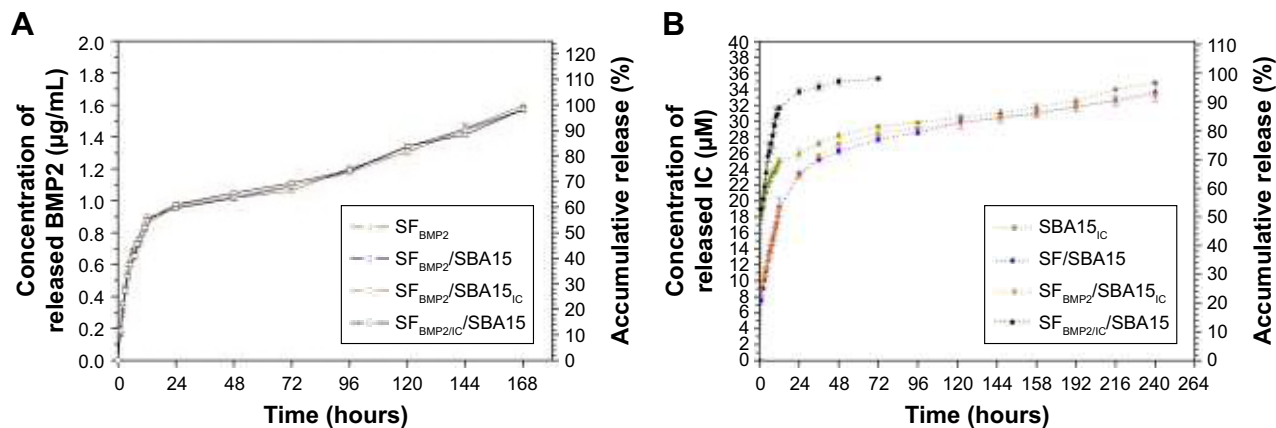 A
Concentration of
released BMP2 (µg/mL)
2.0
1.8
1.6
1.4
1.2
1.0
0.8
0.6
0.4
0.2
0.0
120
110
100
90
80
70
60
50
40
30
20
10
0
Accumulative release (%)
SFBMP2
SFBMP2/SBA15
SFBMP2/SBA15IC
SFBMP2/IC/SBA15
0 24 48 72 96 120 144 168
Time (hours)
B
Concentration of
released IC (µM)
40
38
36
34
32
30
28
26
24
22
20
18
16
14
12
10
8
6
4
2
0
110
100
90
80
70
60
50
40
30
20
10
0
Accumulative release (%)
SBA15IC
SF/SBA15
SFBMP2/SBA15IC
SFBMP2/IC/SBA15
0 24 48 72 96 120 144 158 192 216 240 264
Time (hours)